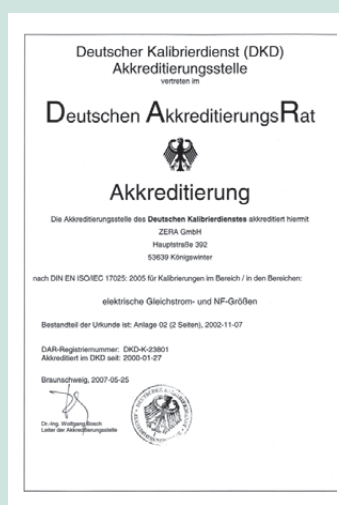 Deutscher Kalibrierdienst (DKD)
Akkreditierungsstelle
vertreten im
Deutschen AkkreditierungsRat
Akkreditierung
Die Akkreditierungsstelle des Deutschen Kalibrierdienstes akkreditiert hiermit
ZERA GmbH
Hauptstraße 392
53639 Königswinter
nach DIN EN ISO/IEC 17025: 2005 für Kalibrierungen im Bereich / in den Bereichen:
elektrische Gleichstrom- und NF-Größen
Bestandteil der Urkunde ist: Anlage 02 (2 Seiten), 2002-11-07
DAR-Registriernummer: DKD-K-23801
Akkreditiert im DKD seit: 2000-01-27
Braunschweig, 2007-05-25
Dr.-Ing. Wolfgang Bosch
Leiter der Akkreditierungsstelle